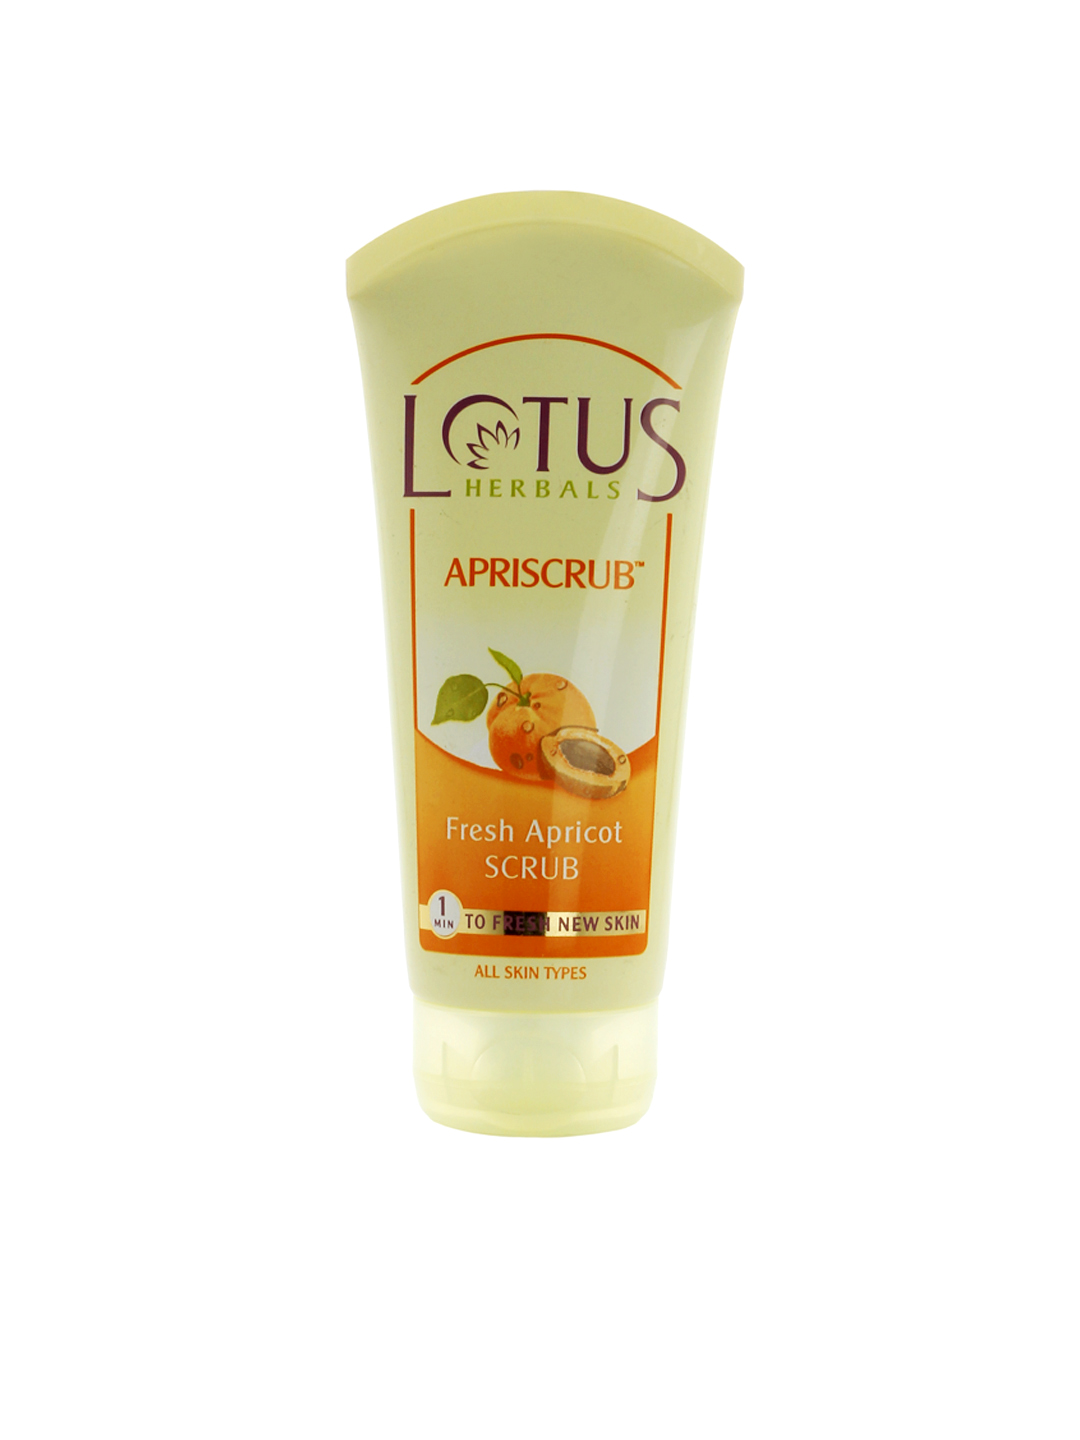 LOTUS
HERBALS
APRISCRUB™
Fresh Apricot
SCRUB
1
MIN TO FRESH NEW SKIN
ALL SKIN TYPES